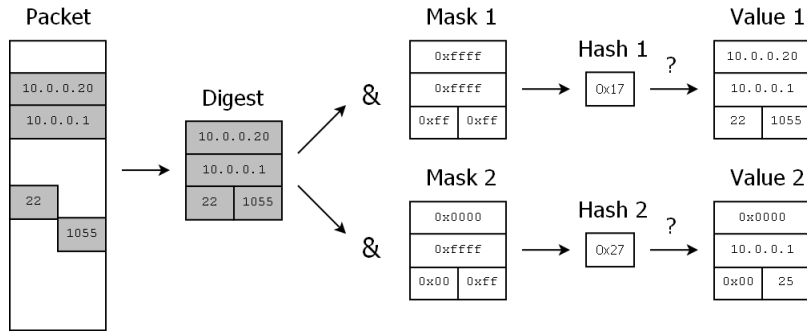 Packet
10.0.0.20
10.0.0.1
22
1055
Digest
10.0.0.20
10.0.0.1
22 1055
&
Mask 1
0xffff
0xffff
0xff 0xff
Hash 1
0x17
?
Value 1
10.0.0.20
10.0.0.1
22 1055
&
Mask 2
0x0000
0xffff
0x00 0xff
Hash 2
0x27
?
Value 2
0x0000
10.0.0.1
0x00 25